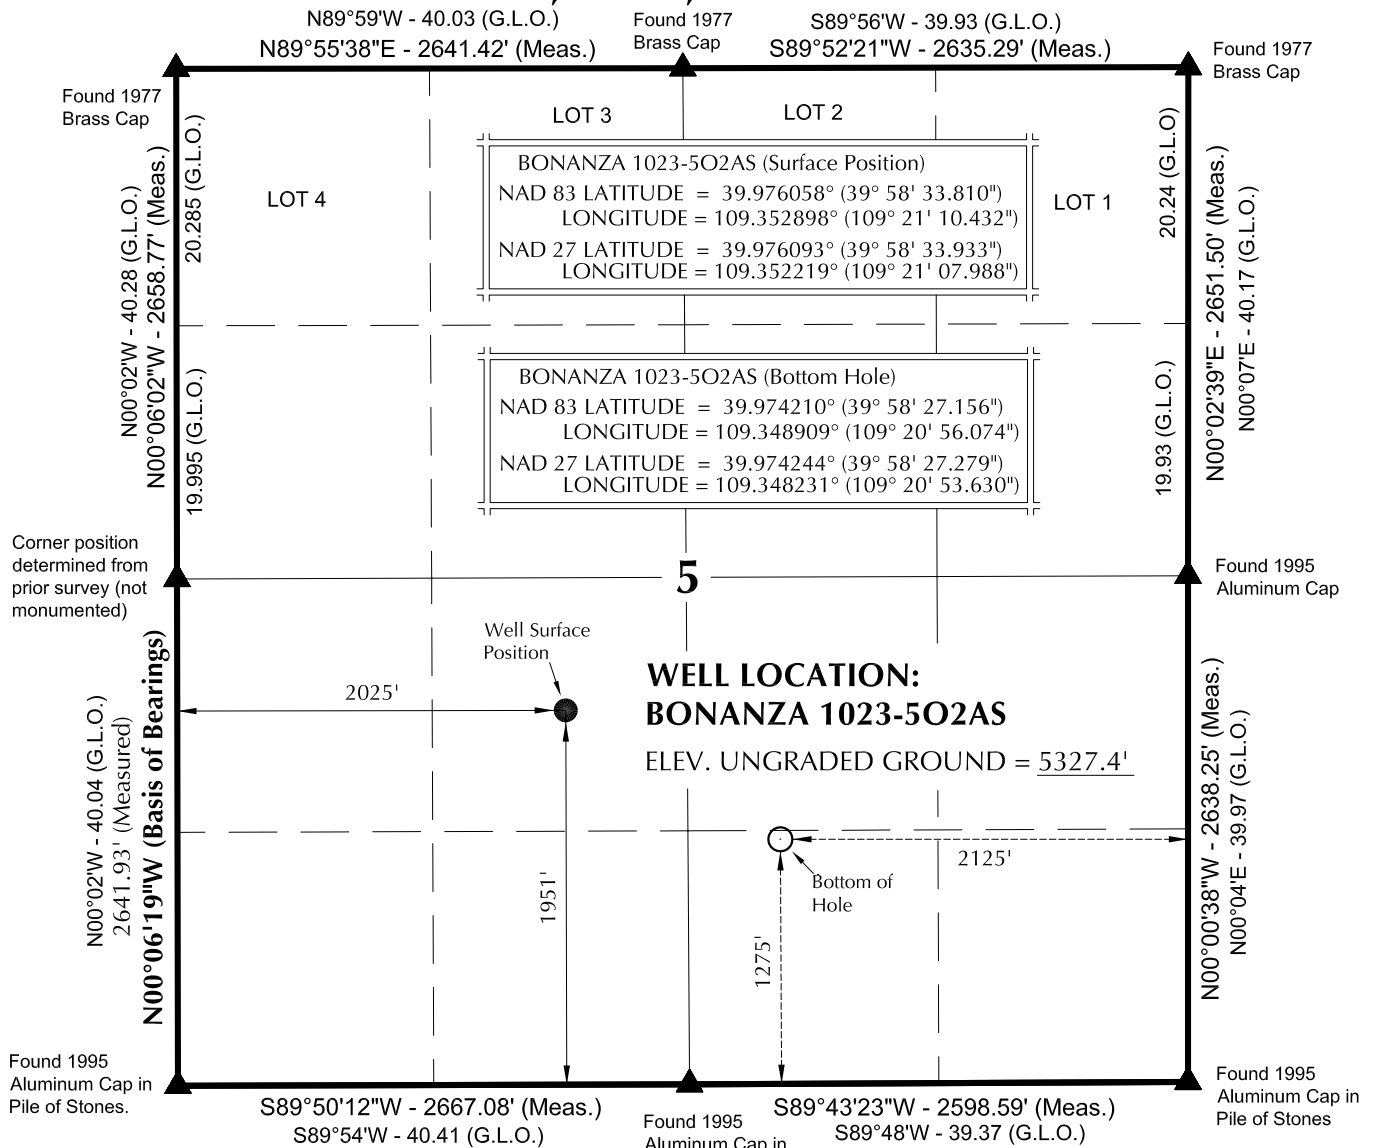 N89°59'W - 40.03 (G.L.O.)
N89°55'38"E - 2641.42' (Meas.)
Found 1977
Brass Cap
S89°56'W - 39.93 (G.L.O.)
S89°52'21"W - 2635.29' (Meas.)
Found 1977
Brass Cap
Found 1977
Brass Cap
LOT 3
LOT 2
LOT 4
LOT 1
BONANZA 1023-5O2AS (Surface Position)
NAD 83 LATITUDE = 39.976058° (39° 58' 33.810")
LONGITUDE = 109.352898° (109° 21' 10.432")
NAD 27 LATITUDE = 39.976093° (39° 58' 33.933")
LONGITUDE = 109.352219° (109° 21' 07.988")
N00°02'W - 40.28 (G.L.O.)
N00°06'02"W - 2658.77' (Meas.)
20.285 (G.L.O.)
20.24 (G.L.O)
N00°02'39"E - 2651.50' (Meas.)
N00°07'E - 40.17 (G.L.O.)
BONANZA 1023-5O2AS (Bottom Hole)
NAD 83 LATITUDE = 39.974210° (39° 58' 27.156")
LONGITUDE = 109.348909° (109° 20' 56.074")
NAD 27 LATITUDE = 39.974244° (39° 58' 27.279")
LONGITUDE = 109.348231° (109° 20' 53.630")
19.995 (G.L.O.)
19.93 (G.L.O.)
Corner position
determined from
prior survey (not
monumented)
5
Found 1995
Aluminum Cap
Well Surface
Position
2025'
WELL LOCATION:
BONANZA 1023-5O2AS
ELEV. UNGRADED GROUND = 5327.4'
N00°02'W - 40.04 (G.L.O.)
2641.93' (Measured)
N00°06'19"W (Basis of Bearings)
1951'
2125'
Bottom of
Hole
1275'
N00°00'38"W - 2638.25' (Meas.)
N00°04'E - 39.97 (G.L.O.)
Found 1995
Aluminum Cap in
Pile of Stones.
S89°50'12"W - 2667.08' (Meas.)
S89°54'W - 40.41 (G.L.O.)
Found 1995
Aluminum Cap in
S89°43'23"W - 2598.59' (Meas.)
S89°48'W - 39.37 (G.L.O.)
Found 1995
Aluminum Cap in
Pile of Stones